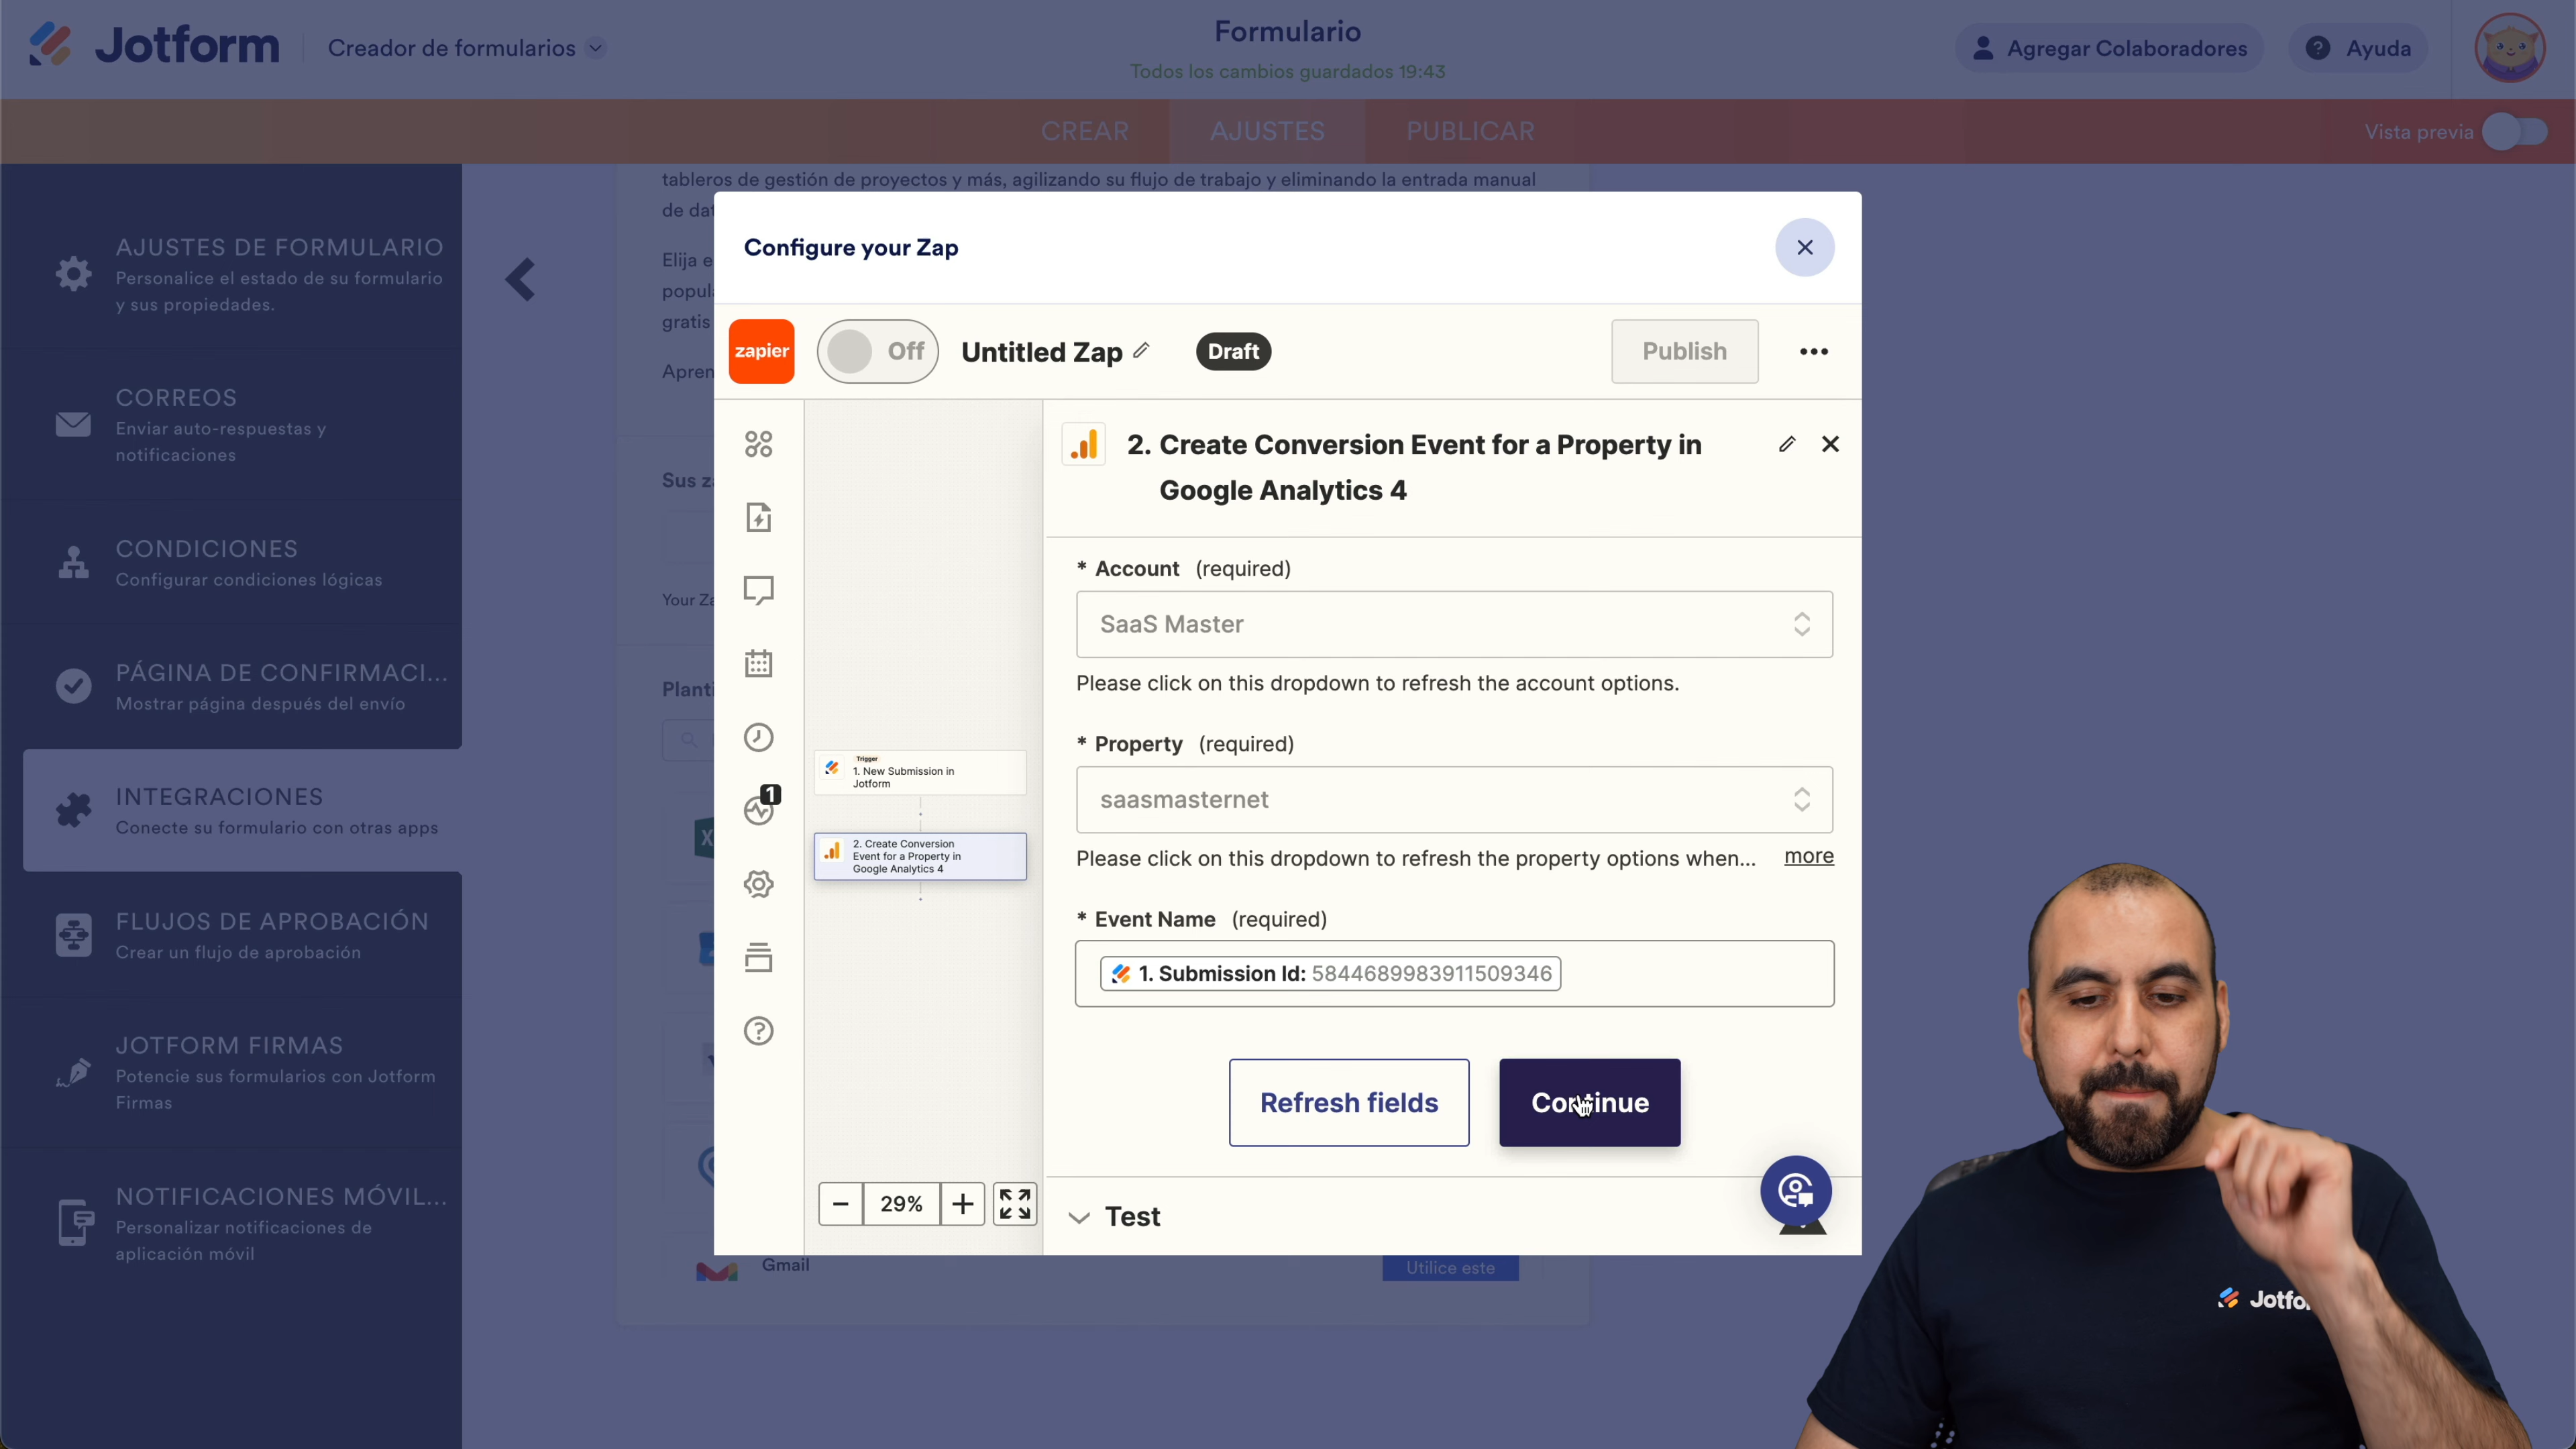 Jotform
Creador de formularios
Formulario
Todos los cambios guardados 19:43
Agregar Colaboradores
Ayuda
CREAR
AJUSTES
PUBLICAR
Vista previa
AJUSTES DE FORMULARIO
Personalice el estado de su formulario
y sus propiedades.
CORREOS
Enviar auto-respuestas y
notificaciones
CONDICIONES
Configurar condiciones lógicas
PÁGINA DE CONFIRMACI...
Mostrar página después del envío
INTEGRACIONES
Conecte su formulario con otras apps
FLUJOS DE APROBACIÓN
Crear un flujo de aprobación
JOTFORM FIRMAS
Potencie sus formularios con Jotform
Firmas
NOTIFICACIONES MÓVIL...
Personalizar notificaciones de
aplicación móvil
tableros de gestión de proyectos y más, agilizando su flujo de trabajo y eliminando la entrada manual
de
Elija
gratis
Sus
Your
Configure your Zap
zapier
Off
Untitled Zap
Draft
Publish
1
Trigger
1. New Submission in
Jotform
2. Create Conversion
Event for a Property in
Google Analytics 4
29%
2. Create Conversion Event for a Property in
Google Analytics 4
* Account (required)
SaaS Master
Please click on this dropdown to refresh the account options.
* Property (required)
saasmasternet
Please click on this dropdown to refresh the property options when... more
* Event Name (required)
1. Submission Id: 5844689983911509346
Refresh fields
Continue
Test
Gmail
Utilice este